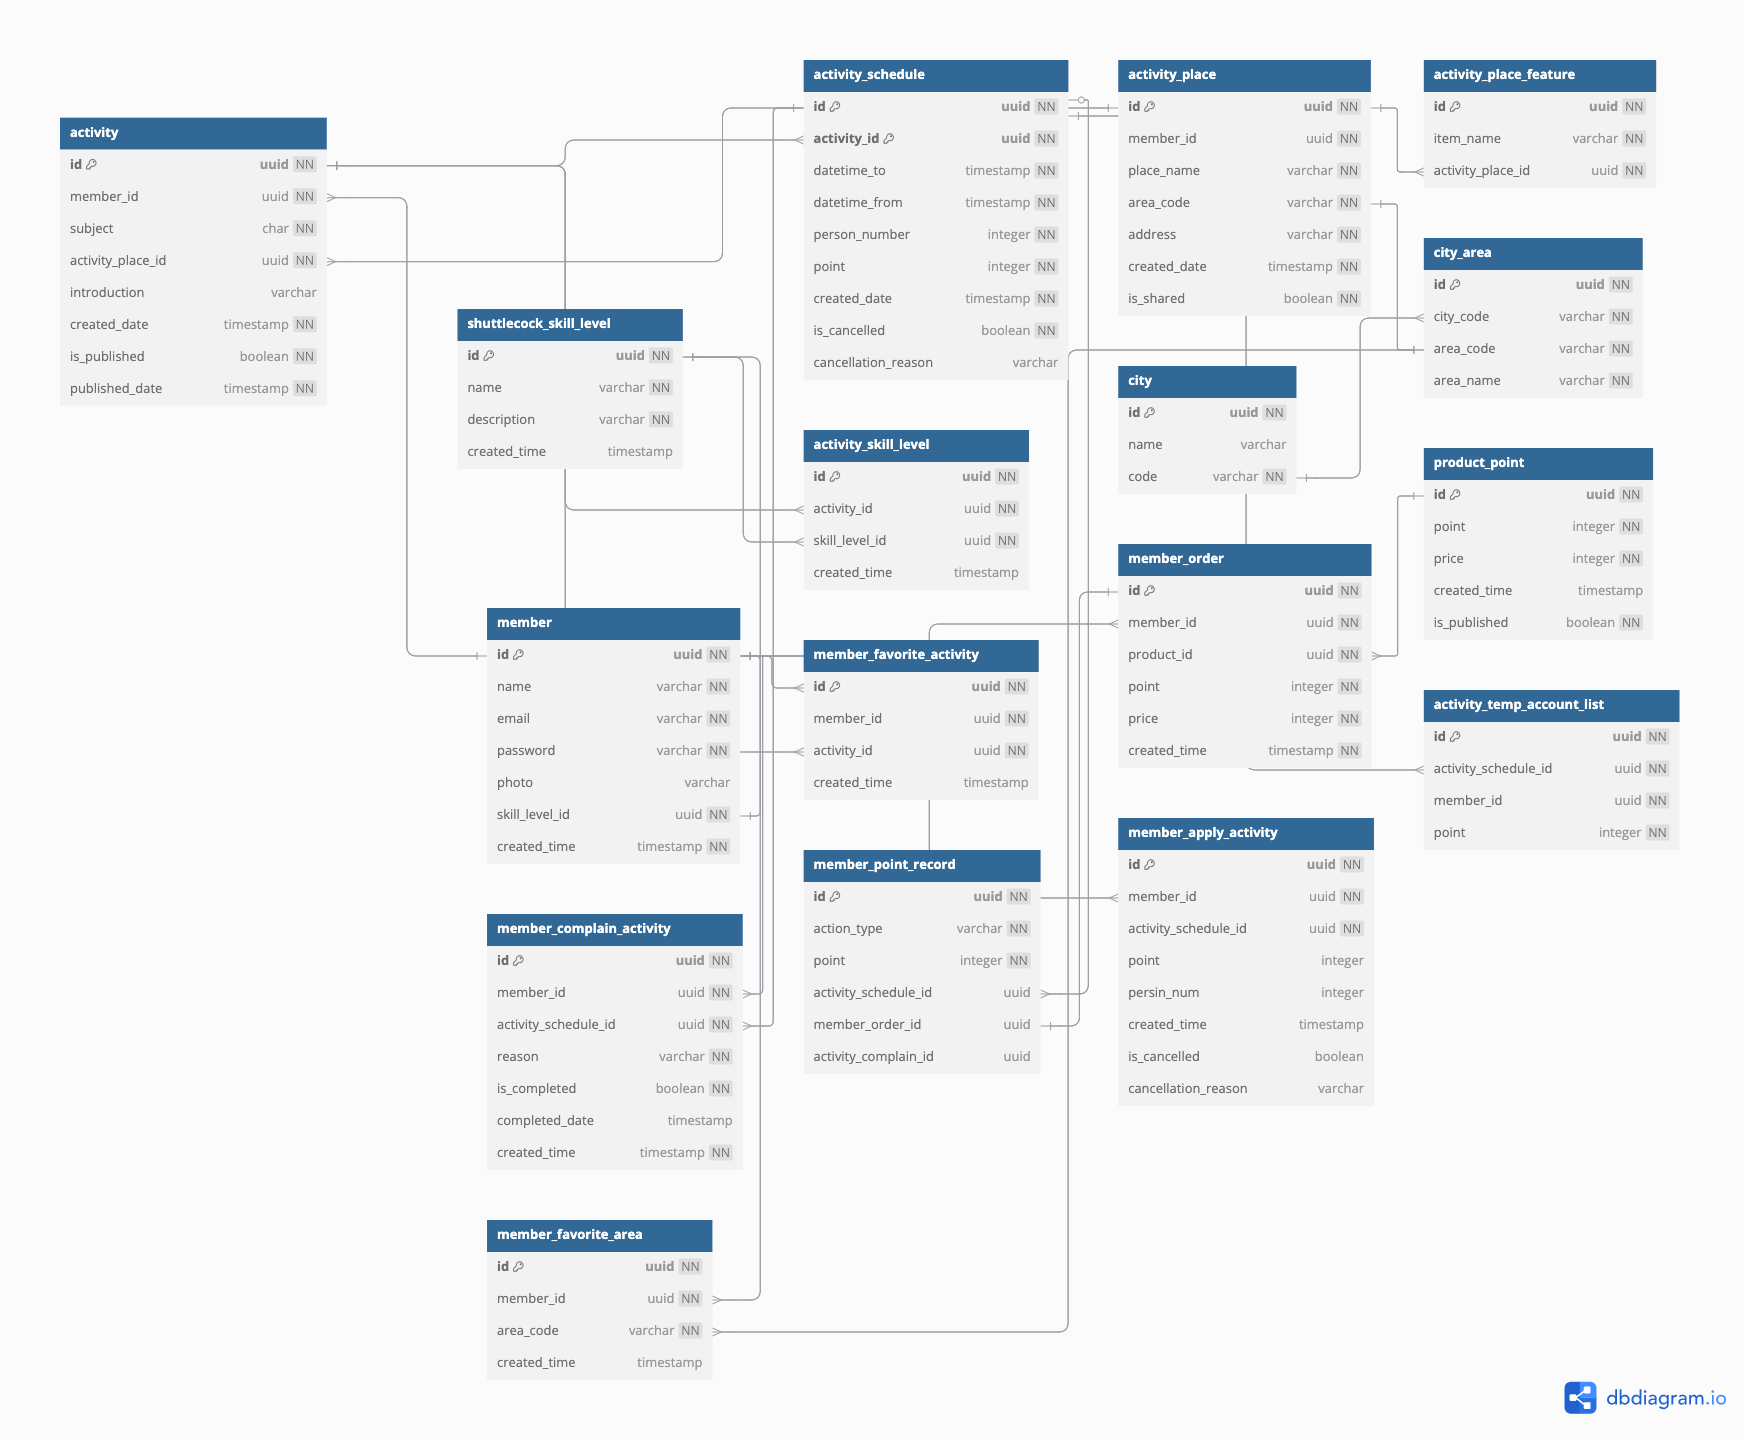 activity
id uuid NN
member_id uuid NN
subject char NN
activity_place_id uuid NN
introduction varchar
created_date timestamp NN
is_published boolean NN
published_date timestamp NN
shuttlecock_skill_level
id uuid NN
name varchar NN
description varchar NN
created_time timestamp
member
id uuid NN
name varchar NN
email varchar NN
password varchar NN
photo varchar
skill_level_id uuid NN
created_time timestamp NN
member_complain_activity
id uuid NN
member_id uuid NN
activity_schedule_id uuid NN
reason varchar NN
is_completed boolean NN
completed_date timestamp
created_time timestamp NN
member_favorite_area
id uuid NN
member_id uuid NN
area_code varchar NN
created_time timestamp
activity_schedule
id uuid NN
activity_id uuid NN
datetime_to timestamp NN
datetime_from timestamp NN
person_number integer NN
point integer NN
created_date timestamp NN
is_cancelled boolean NN
cancellation_reason varchar
activity_skill_level
id uuid NN
activity_id uuid NN
skill_level_id uuid NN
created_time timestamp
member_favorite_activity
id uuid NN
member_id uuid NN
activity_id uuid NN
created_time timestamp
member_point_record
id uuid NN
action_type varchar NN
point integer NN
activity_schedule_id uuid
member_order_id uuid
activity_complain_id uuid
activity_place
id uuid NN
member_id uuid NN
place_name varchar NN
area_code varchar NN
address varchar NN
created_date timestamp NN
is_shared boolean NN
city
id uuid NN
name varchar
code varchar NN
member_order
id uuid NN
member_id uuid NN
product_id uuid NN
point integer NN
price integer NN
created_time timestamp NN
member_apply_activity
id uuid NN
member_id uuid NN
activity_schedule_id uuid NN
point integer
persin_num integer
created_time timestamp
is_cancelled boolean
cancellation_reason varchar
activity_place_feature
id uuid NN
item_name varchar NN
activity_place_id uuid NN
city_area
id uuid NN
city_code varchar NN
area_code varchar NN
area_name varchar NN
product_point
id uuid NN
point integer NN
price integer NN
created_time timestamp
is_published boolean NN
activity_temp_account_list
id uuid NN
activity_schedule_id uuid NN
member_id uuid NN
point integer NN
dbdiagram.io